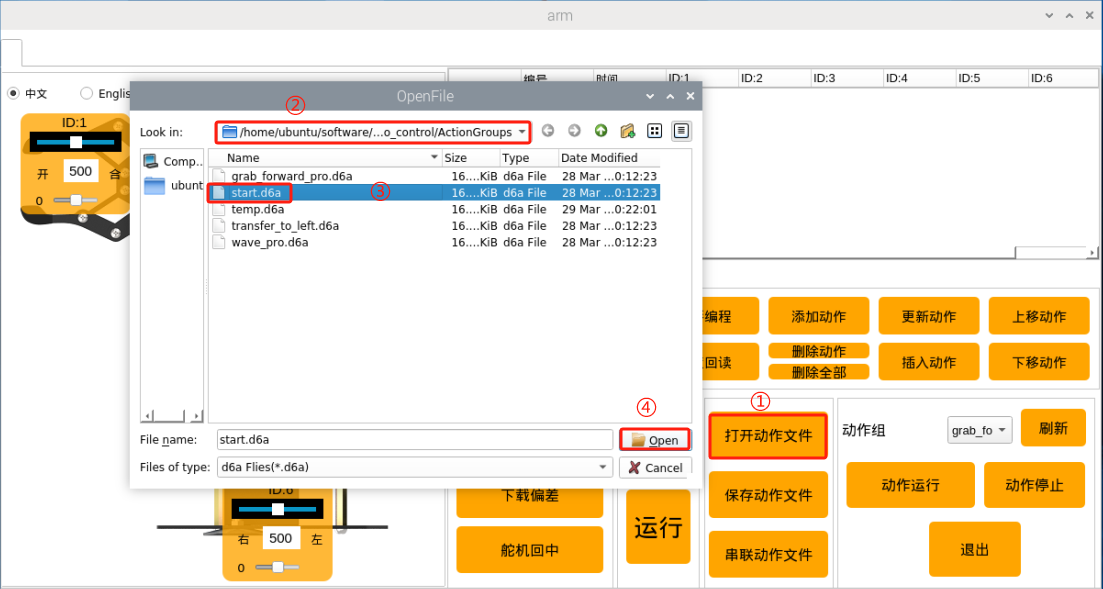 arm
编号 时间 ID:1 ID:2 ID:3 ID:4 ID:5 ID:6
中文 Englis
ID:1
开 500 合
0
OpenFile
②
Look in: /home/ubuntu/software/...o_control/ActionGroups
Comp..
ubunt
Name Size Type Date Modified
grab_forward_pro.d6a 16....KiB d6a File 28 Mar ...0:12:23
start.d6a 16....KiB d6a File 28 Mar ...0:12:23
③
temp.d6a 16....KiB d6a File 29 Mar ...0:22:01
transfer_to_left.d6a 16....KiB d6a File 28 Mar ...0:12:23
wave_pro.d6a 16....KiB d6a File 28 Mar ...0:12:23
④
File name: start.d6a Open
Files of type: d6a Flies(*.d6a) Cancel
编程 添加动作 更新动作 上移动作
回读 删除动作 插入动作 下移动作
删除全部
①
打开动作文件 动作组 grab_fo 刷新
ID:6
右 500 左
0
下载偏差 运行 保存动作文件 动作运行 动作停止
舵机回中 串联动作文件 退出